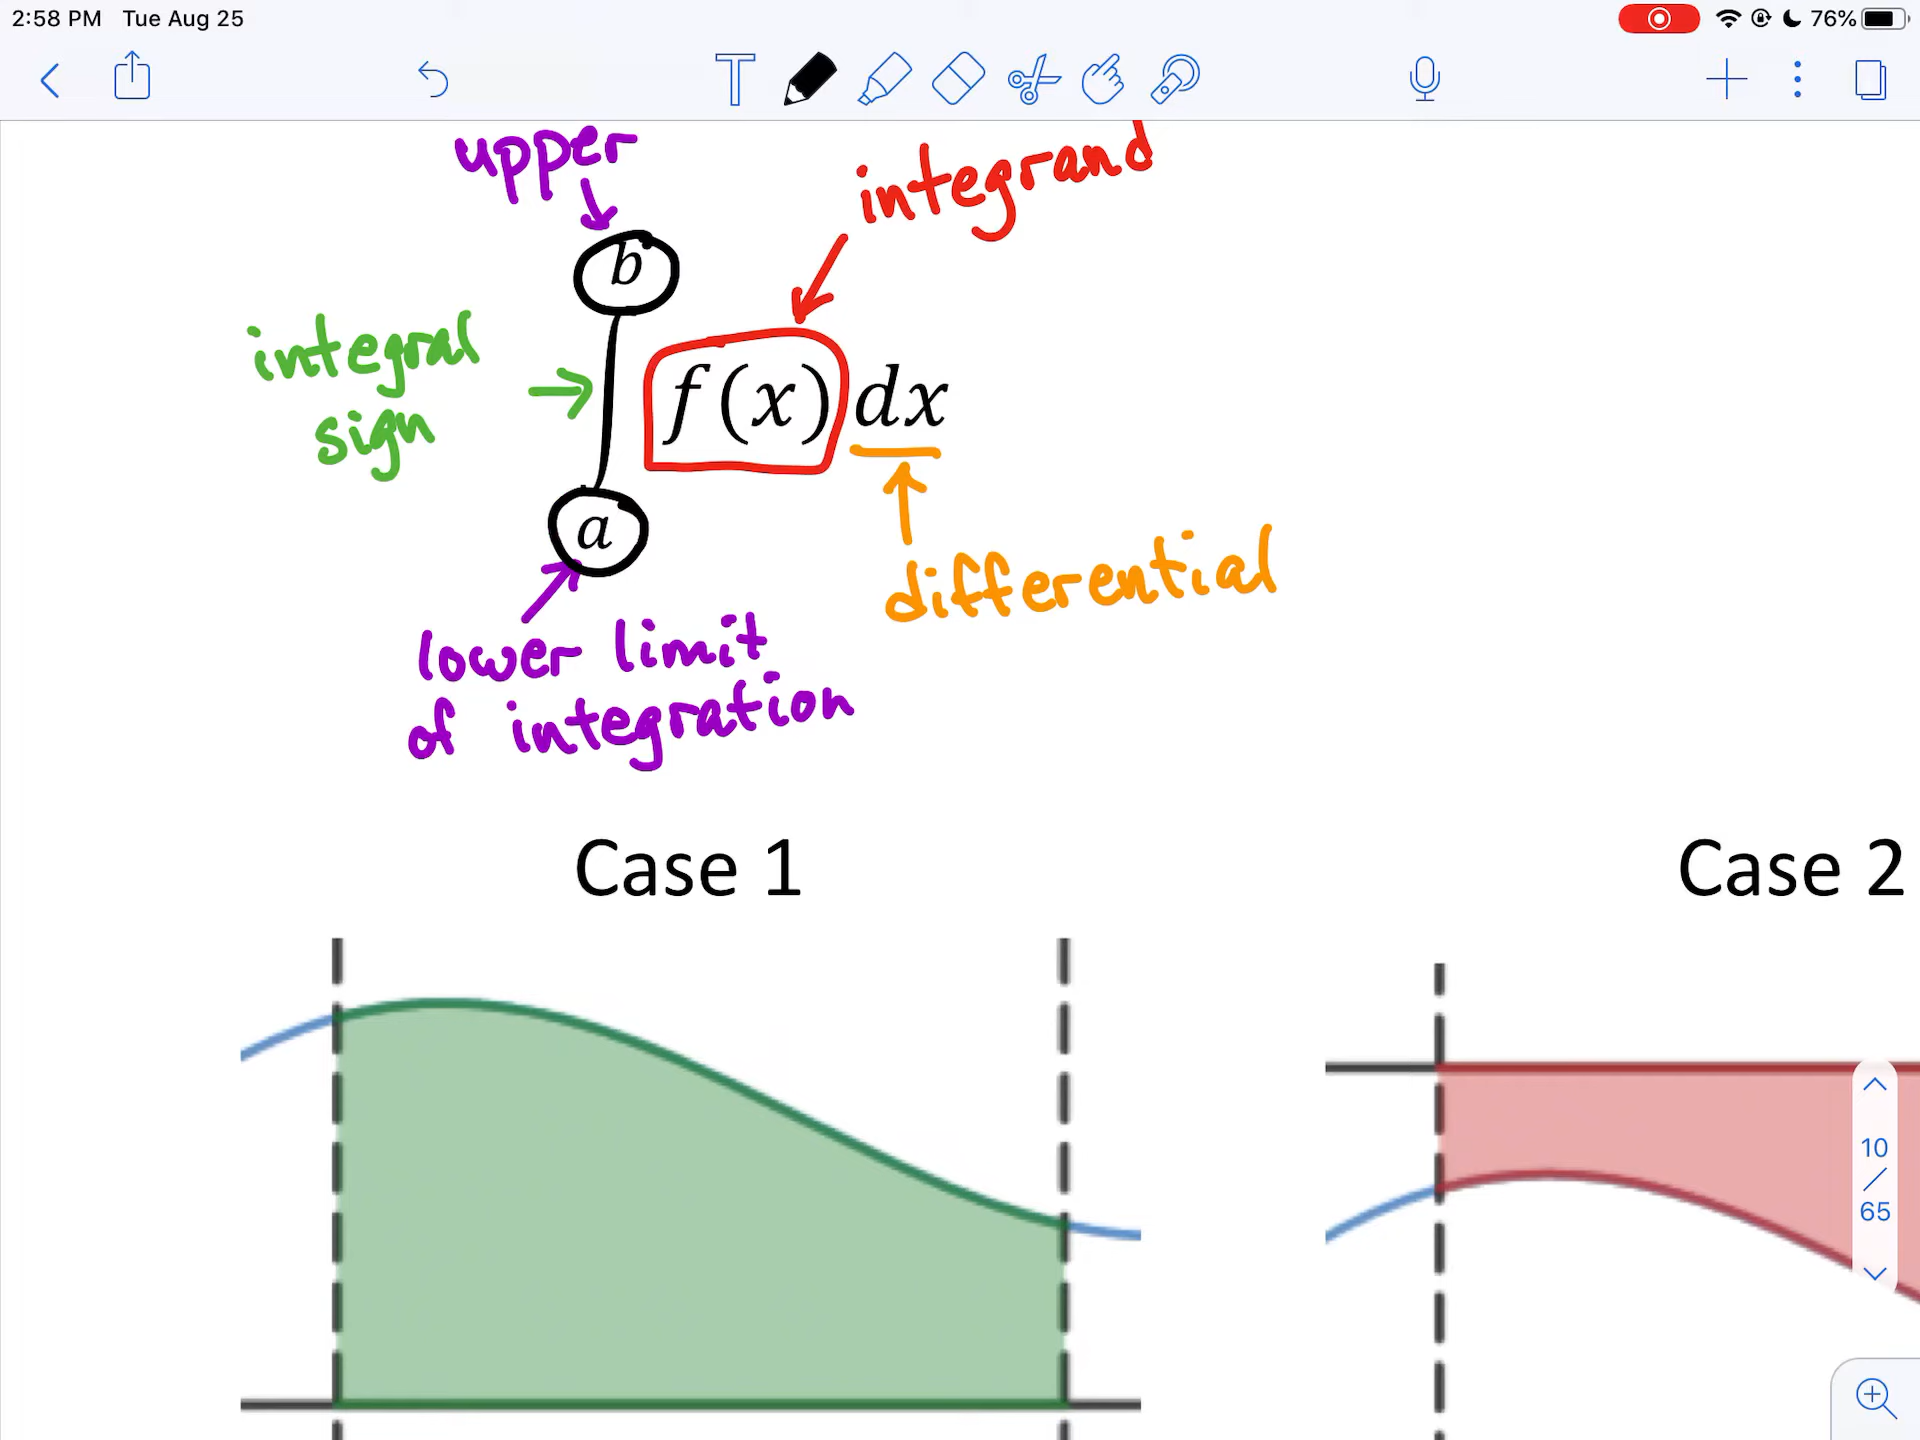 2:58 PM Tue Aug 25
76%
T
upper
integrand
b
integral
sign
f(x) dx
a
differential
lower limit
of integration
Case 1
Case 2
10
/
65